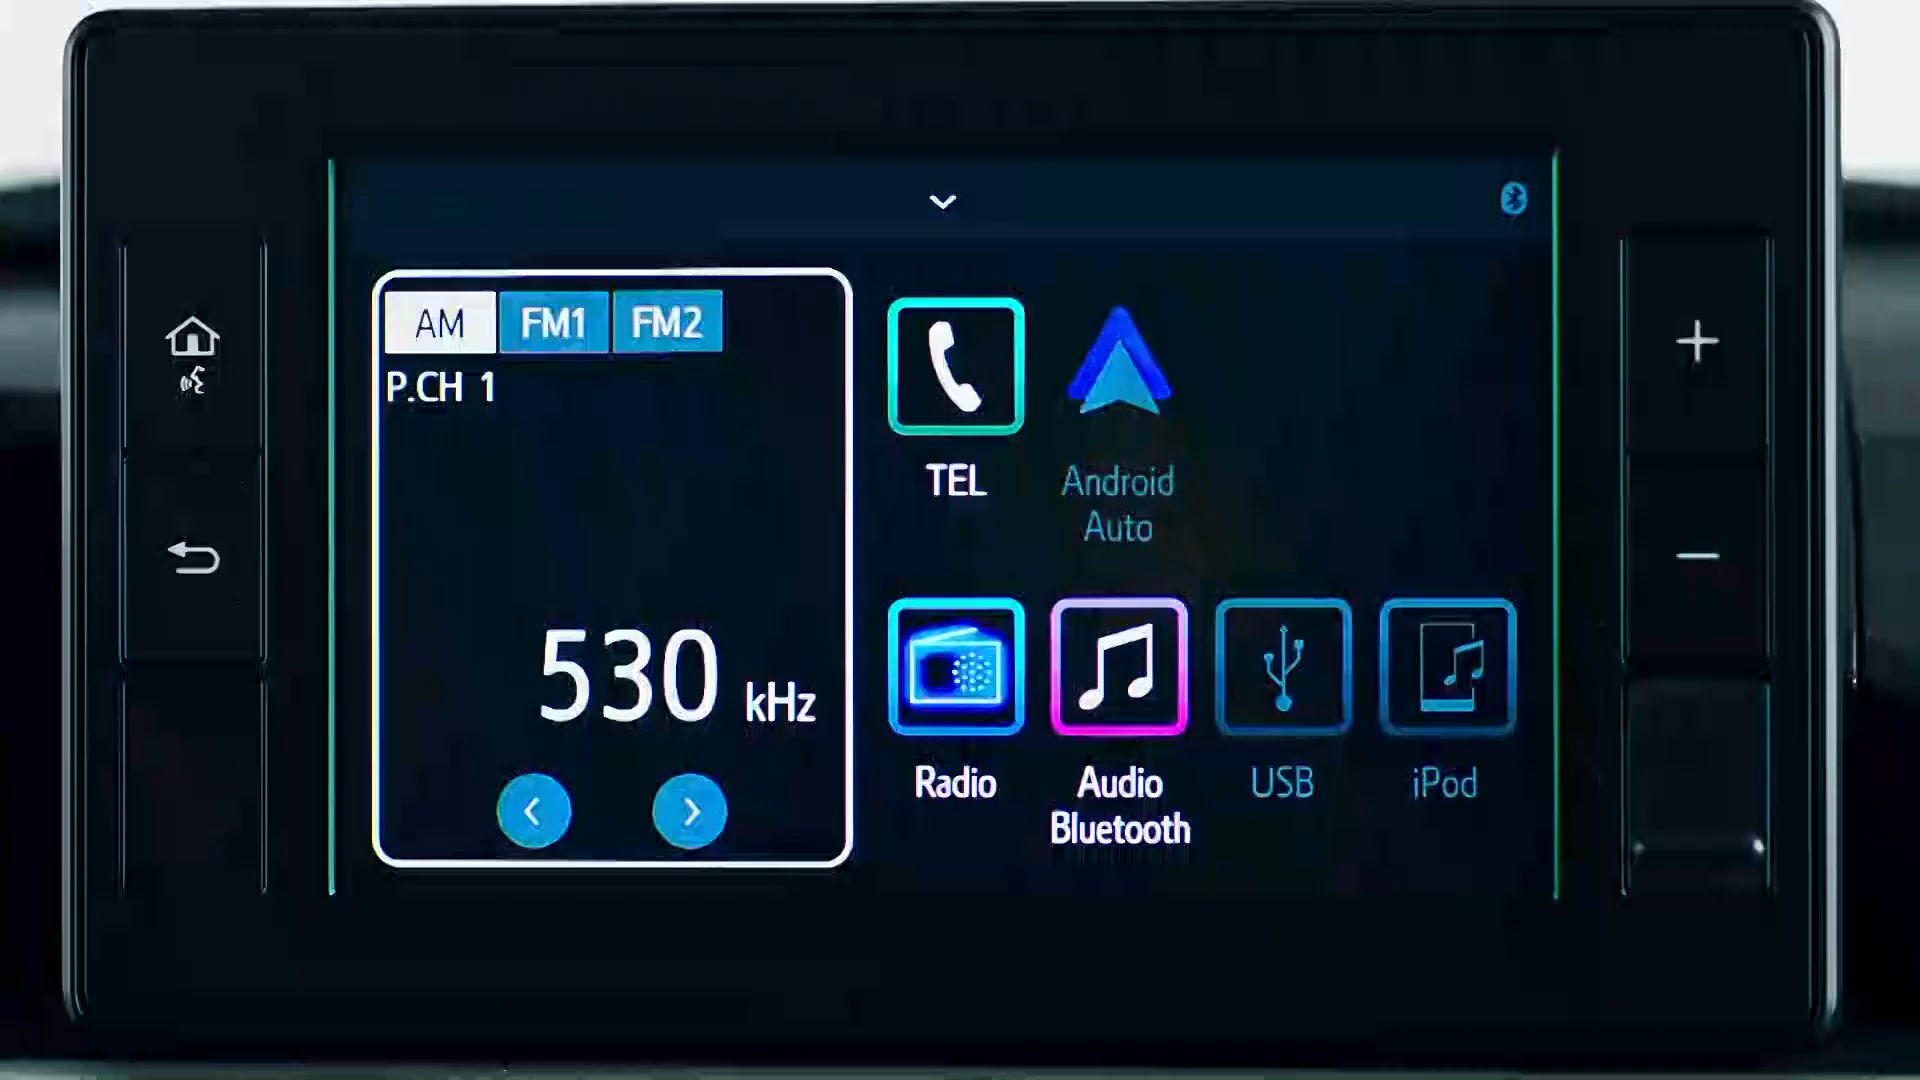 AM FM1 FM2
P.CH 1
530 kHz
TEL
Android
Auto
Radio
Audio
Bluetooth
USB
iPod